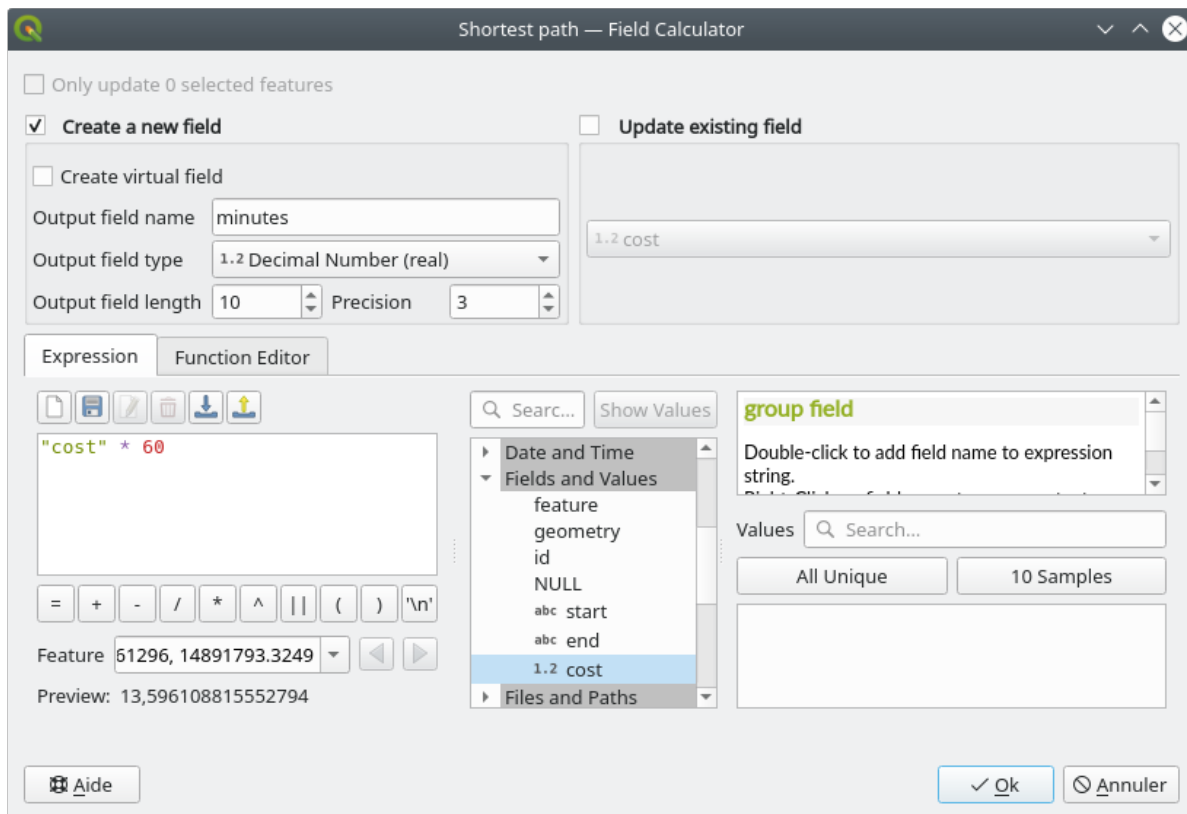 Shortest path — Field Calculator
Only update 0 selected features
Create a new field
Update existing field
Create virtual field
Output field name minutes
1.2 cost
Output field type 1.2 Decimal Number (real)
Output field length 10 Precision 3
Expression Function Editor
"cost" * 60
= + - / * ^ || ( ) '\n'
Feature 61296, 14891793.3249
Preview: 13,596108815552794
Searc... Show Values
Date and Time
Fields and Values
feature
geometry
id
NULL
abc start
abc end
1.2 cost
Files and Paths
group field
Double-click to add field name to expression
string.
Values Search...
All Unique 10 Samples
Aide Ok Annuler